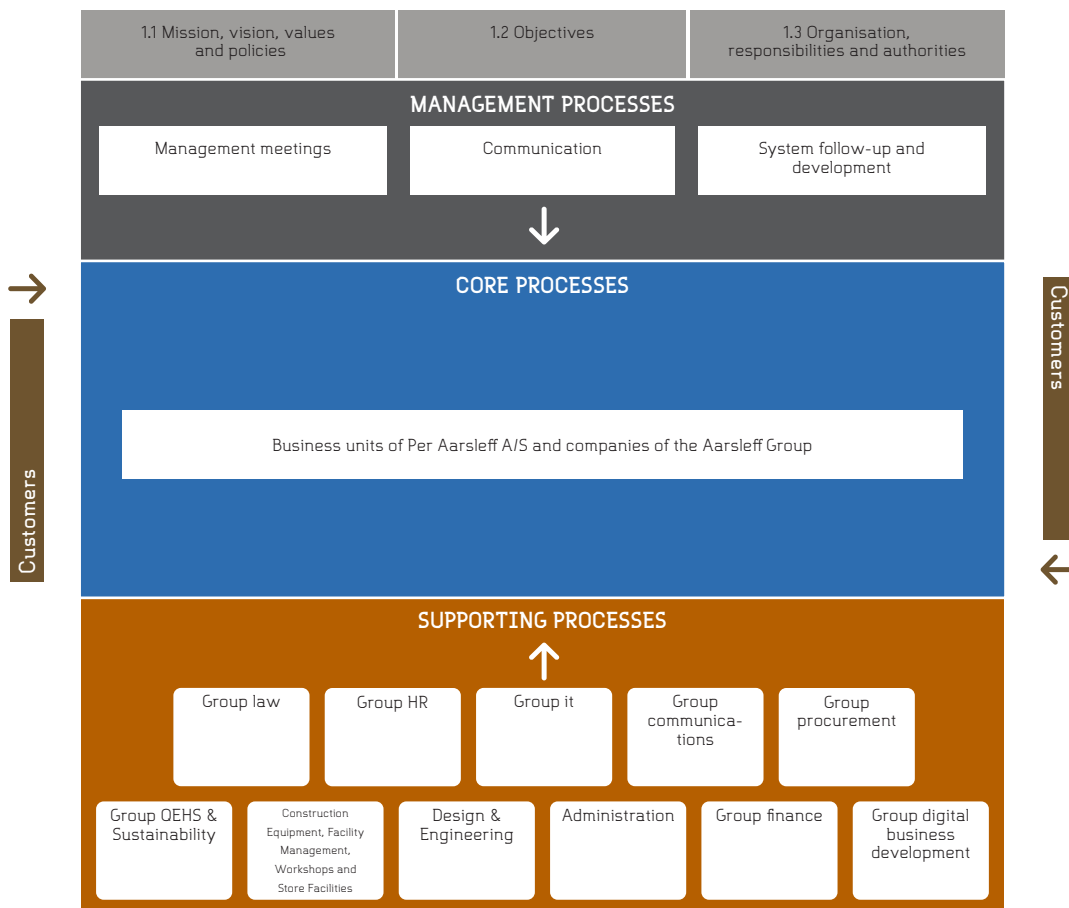 1.1 Mission, vision, values
and policies
1.2 Objectives
1.3 Organisation,
responsibilities and authorities
MANAGEMENT PROCESSES
Management meetings
Communication
System follow-up and
development
CORE PROCESSES
Customers
Customers
Business units of Per Aarsleff A/S and companies of the Aarsleff Group
SUPPORTING PROCESSES
Group law
Group HR
Group it
Group
communica-
tions
Group
procurement
Group QEHS &
Sustainability
Construction
Equipment, Facility
Management,
Workshops and
Store Facilities
Design &
Engineering
Administration
Group finance
Group digital
business
development